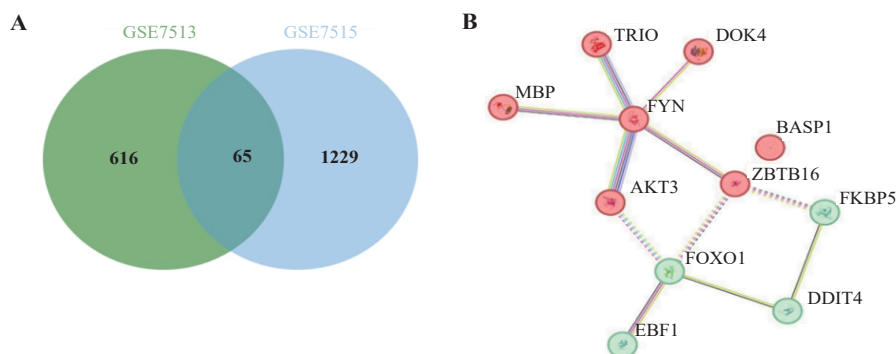 A
GSE7513
GSE7515
616
65
1229
B
TRIO
DOK4
MBP
FYN
BASP1
ZBTB16
AKT3
FKBP5
FOXO1
DDIT4
EBF1